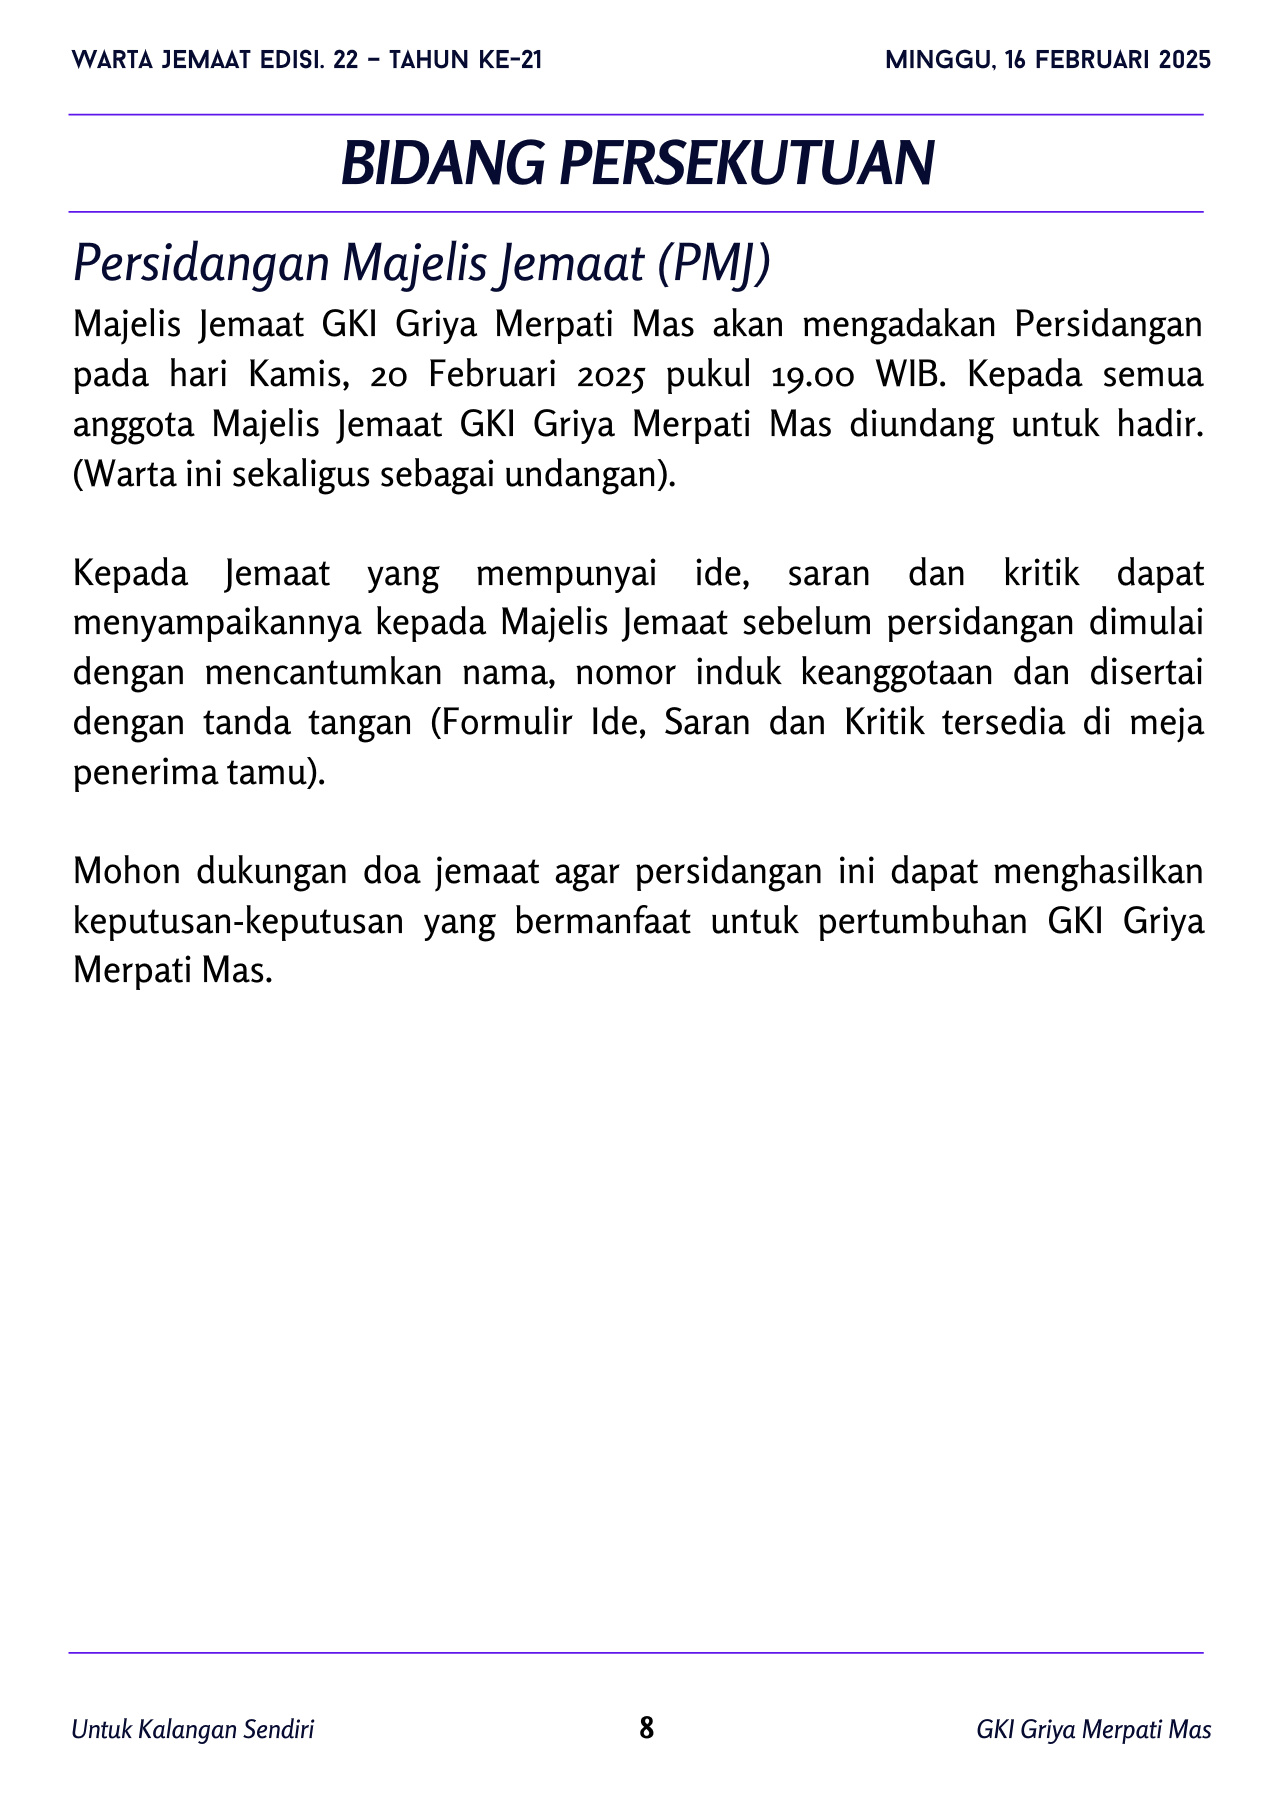 WARTA JEMAAT EDISI. 22 – TAHUN KE-21
MINGGU, 16 FEBRUARI 2025
BIDANG PERSEKUTUAN
Persidangan Majelis Jemaat (PMJ)
Majelis Jemaat GKI Griya Merpati Mas akan mengadakan Persidangan
pada hari Kamis, 20 Februari 2025 pukul 19.00 WIB. Kepada semua
anggota Majelis Jemaat GKI Griya Merpati Mas diundang untuk hadir.
(Warta ini sekaligus sebagai undangan).
Kepada Jemaat yang mempunyai ide, saran dan kritik dapat
menyampaikannya kepada Majelis Jemaat sebelum persidangan dimulai
dengan mencantumkan nama, nomor induk keanggotaan dan disertai
dengan tanda tangan (Formulir Ide, Saran dan Kritik tersedia di meja
penerima tamu).
Mohon dukungan doa jemaat agar persidangan ini dapat menghasilkan
keputusan-keputusan yang bermanfaat untuk pertumbuhan GKI Griya
Merpati Mas.
Untuk Kalangan Sendiri
8
GKI Griya Merpati Mas